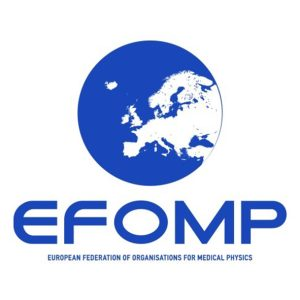 EFOMP
EUROPEAN FEDERATION OF ORGANISATIONS FOR MEDICAL PHYSICS